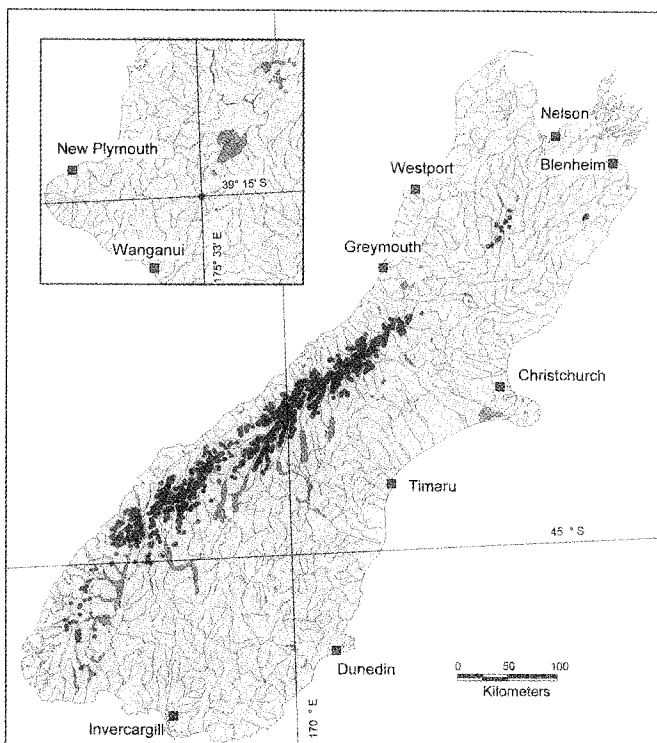 New Plymouth
39° 15' S
Wanganui
175° 33' E
Nelson
Blenheim
Westport
Greymouth
Christchurch
Timaru
45 ° S
Dunedin
0 50 100
Kilometers
Invercargill
170 ° E